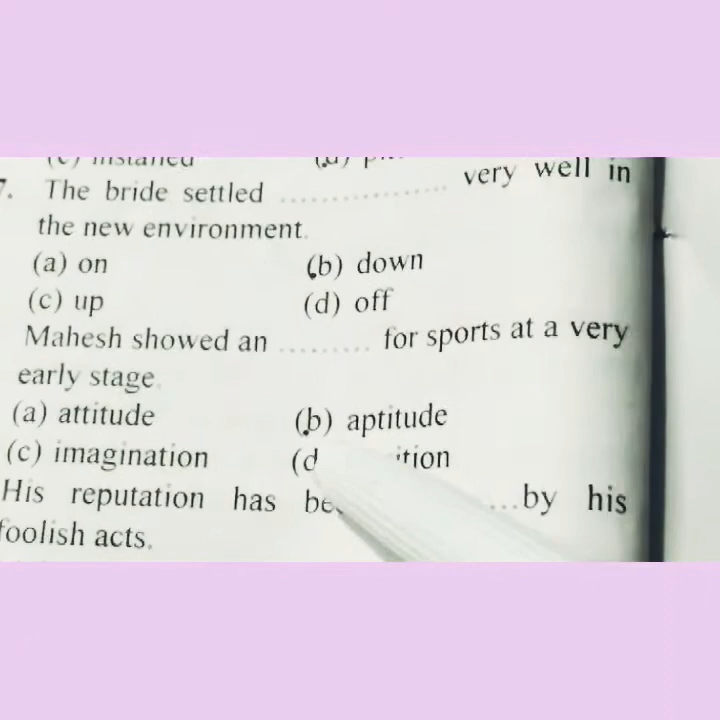 7. The bride settled .................. very well in
the new environment.
(a) on (b) down
(c) up (d) off
Mahesh showed an .......... for sports at a very
early stage.
(a) attitude (b) aptitude
(c) imagination (d
His reputation has ...by his
foolish acts.